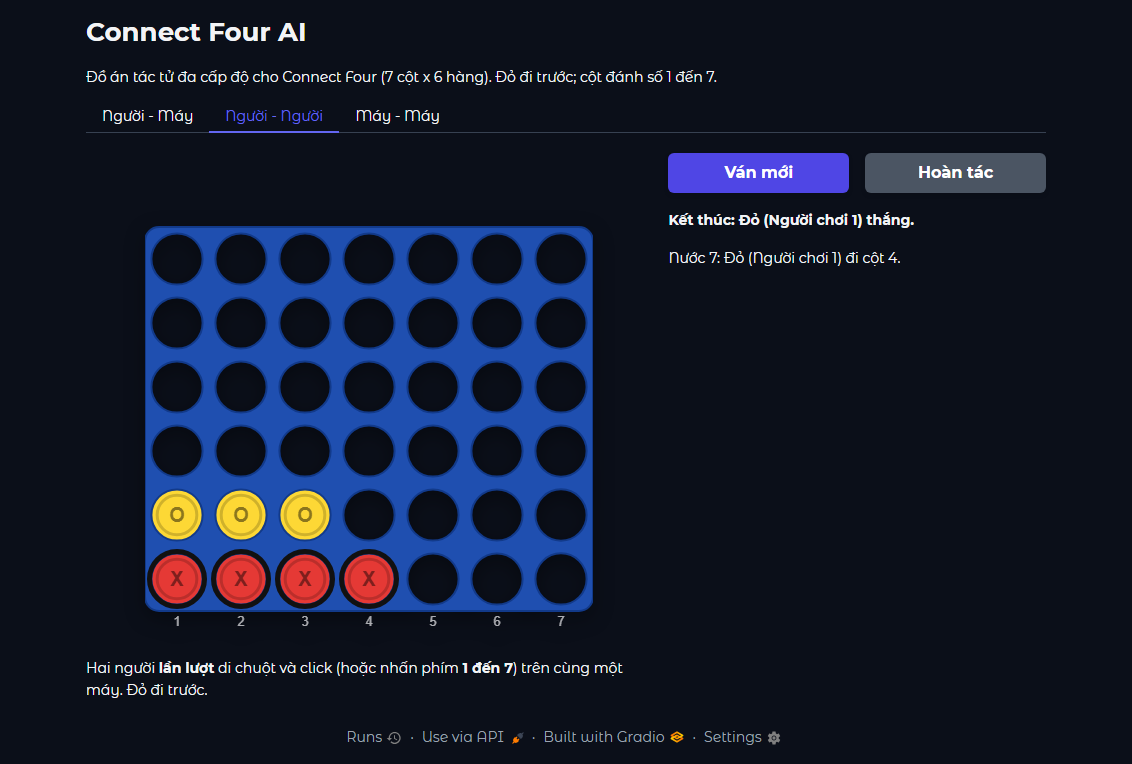 Connect Four AI
Đồ án tác tử đa cấp độ cho Connect Four (7 cột x 6 hàng). Đỏ đi trước; cột đánh số 1 đến 7.
Người - Máy Người - Người Máy - Máy
Ván mới Hoàn tác
Kết thúc: Đỏ (Người chơi 1) thắng.
Nước 7: Đỏ (Người chơi 1) đi cột 4.
O O O
X X X X
1 2 3 4 5 6 7
Hai người lần lượt di chuột và click (hoặc nhấn phím 1 đến 7) trên cùng một
máy. Đỏ đi trước.
Runs · Use via API · Built with Gradio · Settings